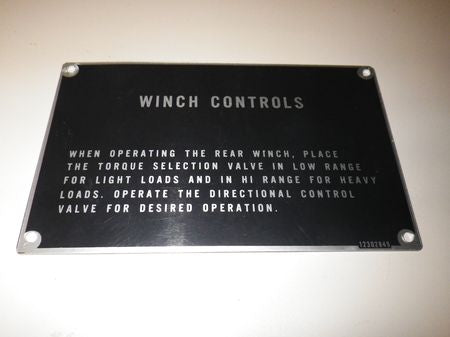 WINCH CONTROLS
WHEN OPERATING THE REAR WINCH, PLACE
THE TORQUE SELECTION VALVE IN LOW RANGE
FOR LIGHT LOADS AND IN HI RANGE FOR HEAVY
LOADS. OPERATE THE DIRECTIONAL CONTROL
VALVE FOR DESIRED OPERATION.